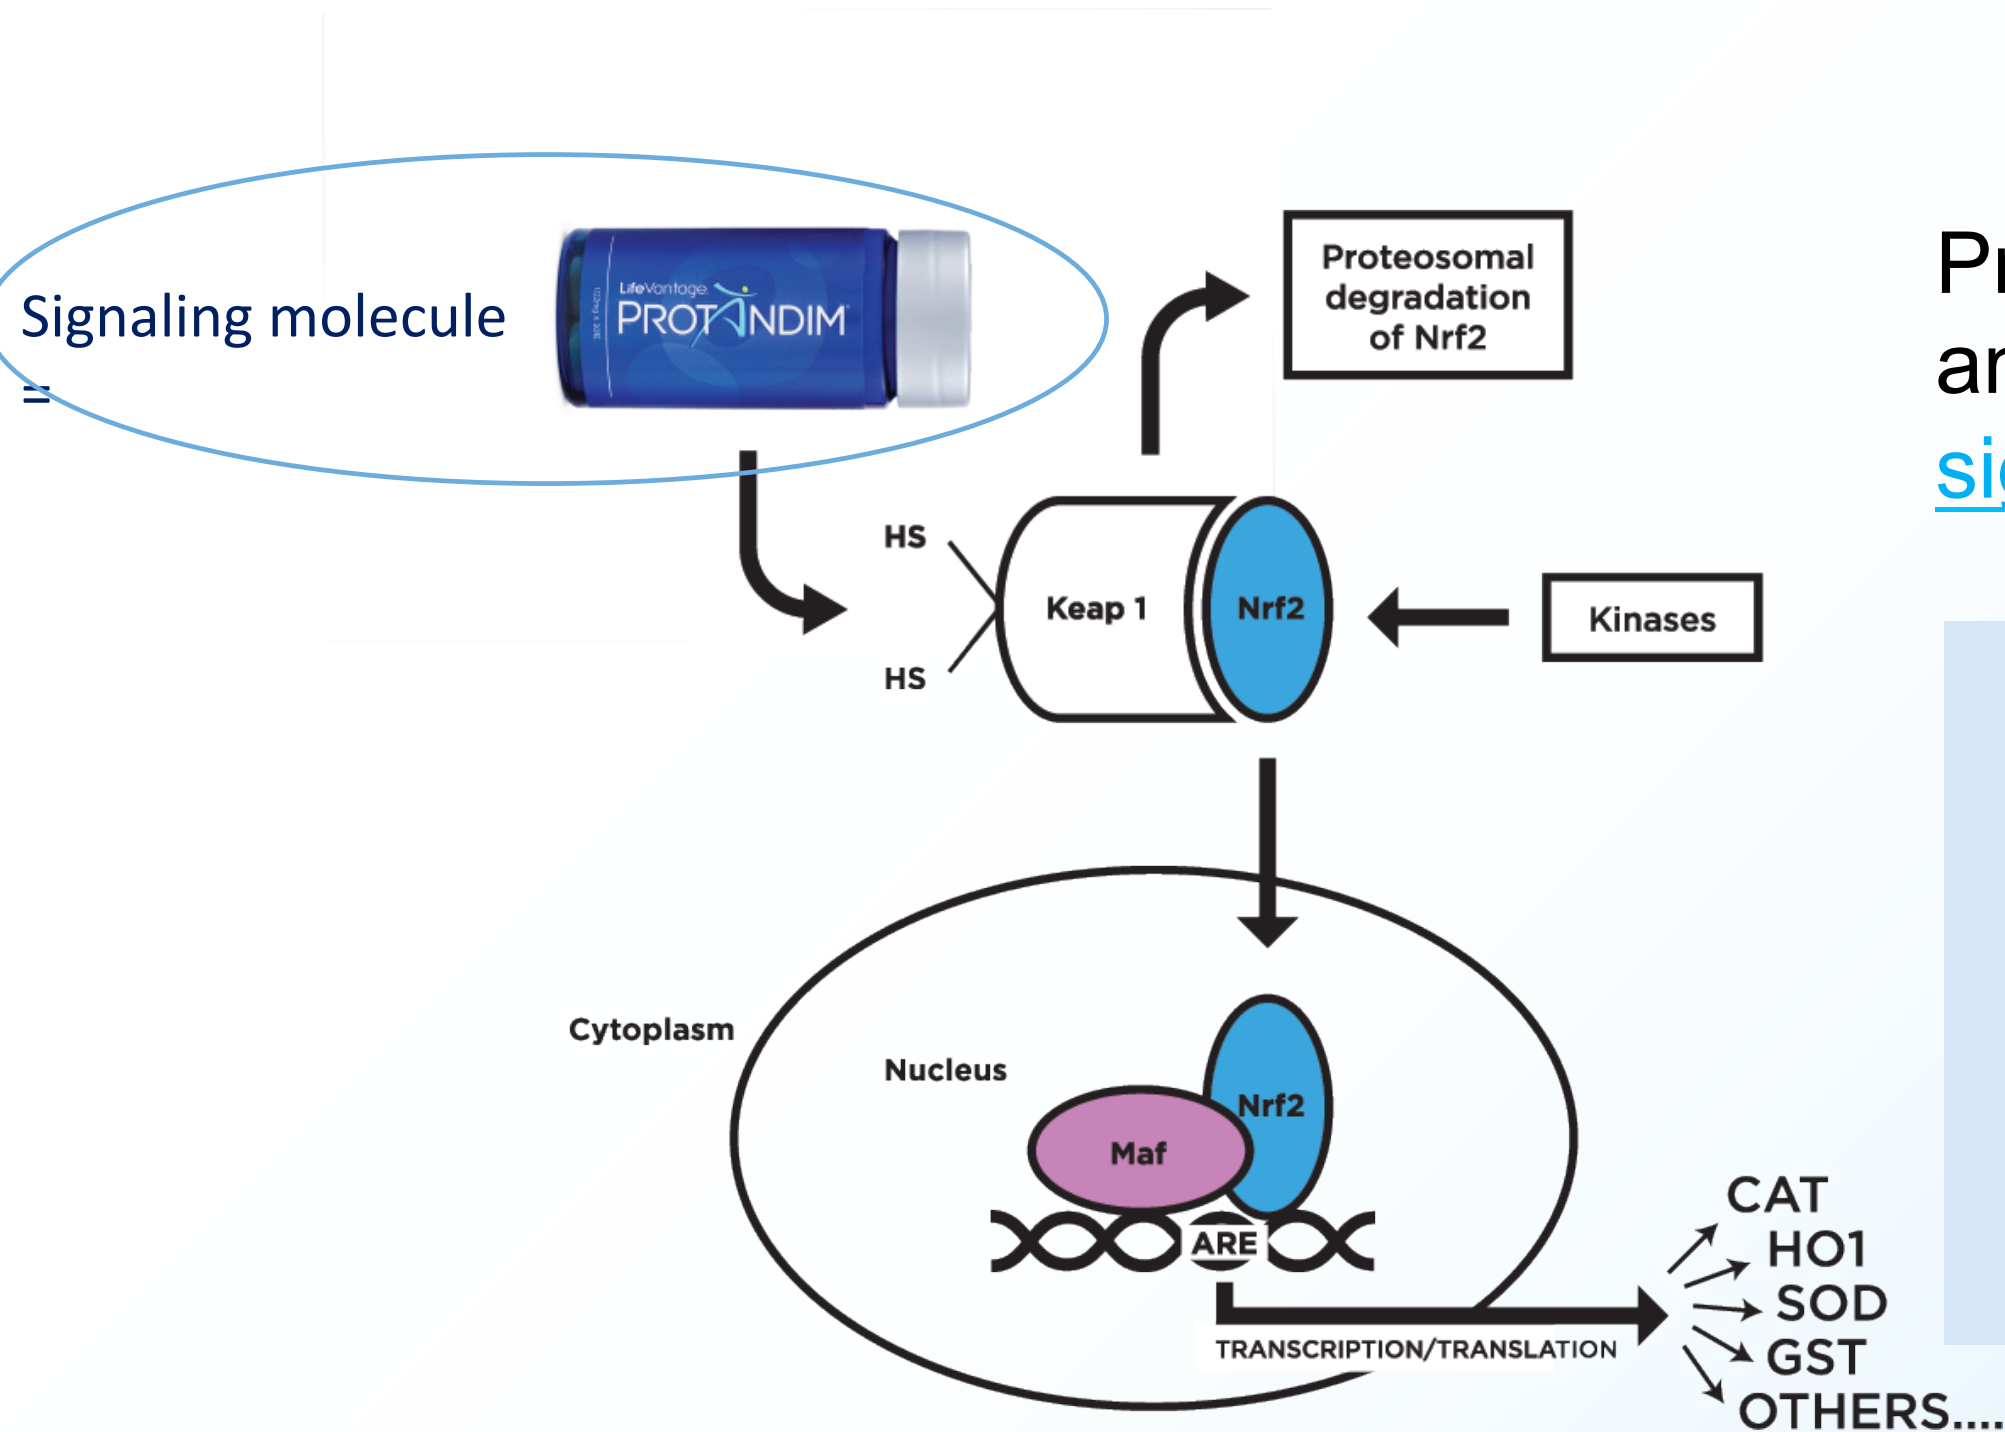 Signaling molecule
=
LifeVantage
PROTANDIM
Proteosomal
degradation
of Nrf2
HS
Keap 1
Nrf2
Kinases
HS
Cytoplasm
Nucleus
Nrf2
Maf
ARE
TRANSCRIPTION/TRANSLATION
CAT
HO1
SOD
GST
OTHERS....
Pr
ar